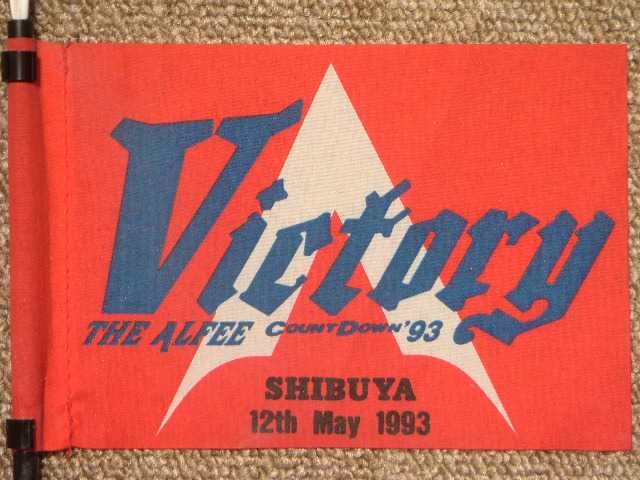 Victory
THE ALFEE COUNTDOWN'93
SHIBUYA
12th May 1993